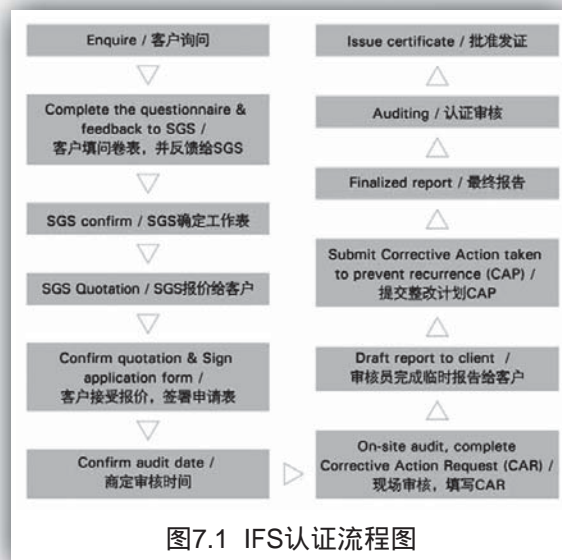 Enquire / 客户询问
Complete the questionnaire &
feedback to SGS /
客户填问卷表，并反馈给SGS
SGS confirm / SGS确定工作表
SGS Quotation / SGS报价给客户
Confirm quotation & Sign
application form /
客户接受报价，签署申请表
Confirm audit date /
商定审核时间
On-site audit, complete
Corrective Action Request (CAR) /
现场审核，填写CAR
Draft report to client /
审核员完成临时报告给客户
Submit Corrective Action taken
to prevent recurrence (CAP) /
提交整改计划CAP
Finalized report / 最终报告
Auditing / 认证审核
Issue certificate / 批准发证
图7.1 IFS认证流程图